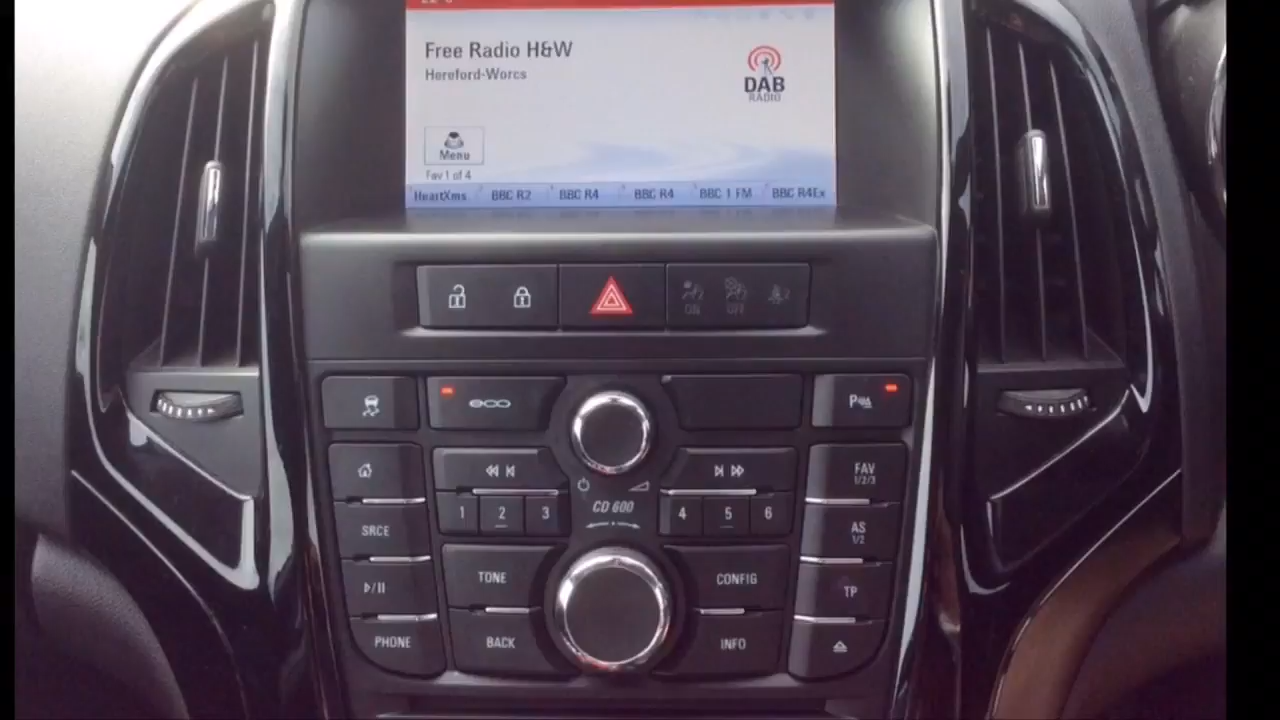 Free Radio H&W
Hereford-Worcs
DAB
RADIO
Menu
Fav 1 of 4
HeartXms BBC R2 BBC R4 BBC R4 BBC 1 FM BBC R4Ex
ON OFF
eco
P
FAV
1/2/3
1 2 3
CD 600
4 5 6
SRCE
AS
1/2
TONE
CONFIG
TP
PHONE
BACK
INFO